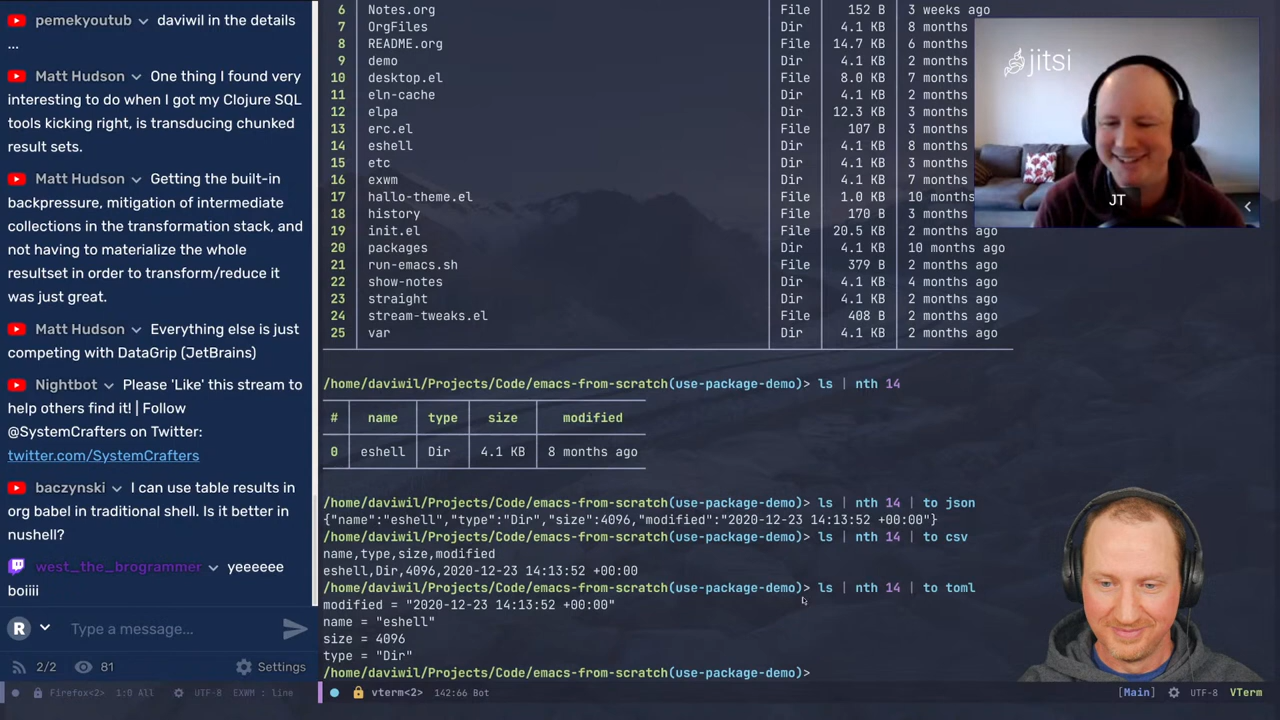 pemekyoutub daviwil in the details
...
Matt Hudson One thing I found very
interesting to do when I got my Clojure SQL
tools kicking right, is transducing chunked
result sets.
Matt Hudson Getting the built-in
backpressure, mitigation of intermediate
collections in the transformation stack, and
not having to materialize the whole
resultset in order to transform/reduce it
was just great.
Matt Hudson Everything else is just
competing with DataGrip (JetBrains)
Nightbot Please 'Like' this stream to
help others find it! | Follow
@SystemCrafters on Twitter:
twitter.com/SystemCrafters
baczynski I can use table results in
org babel in traditional shell. Is it better in
nushell?
west_the_brogrammer yeeeeee
boiiii
R Type a message...
2/2 81 Settings
Firefox<2> 1:0 All UTF-8 EXWM : line
6 Notes.org File 152 B 3 weeks ago
7 OrgFiles Dir 4.1 KB 8 months
8 README.org File 14.7 KB 6 months
9 demo Dir 4.1 KB 2 months
10 desktop.el File 8.0 KB 7 months
11 eln-cache Dir 4.1 KB 2 months
12 elpa Dir 12.3 KB 3 months
13 erc.el File 107 B 3 months
14 eshell Dir 4.1 KB 8 months
15 etc Dir 4.1 KB 3 months
16 exwm Dir 4.1 KB 7 months
17 hallo-theme.el File 1.0 KB 10 months
18 history File 170 B 3 months
19 init.el File 20.5 KB 2 months ago
20 packages Dir 4.1 KB 10 months ago
21 run-emacs.sh File 379 B 2 months ago
22 show-notes Dir 4.1 KB 4 months ago
23 straight Dir 4.1 KB 2 months ago
24 stream-tweaks.el File 408 B 2 months ago
25 var Dir 4.1 KB 2 months ago
/home/daviwil/Projects/Code/emacs-from-scratch(use-package-demo)> ls | nth 14
# name type size modified
0 eshell Dir 4.1 KB 8 months ago
/home/daviwil/Projects/Code/emacs-from-scratch(use-package-demo)> ls | nth 14 | to json
{"name":"eshell","type":"Dir","size":4096,"modified":"2020-12-23 14:13:52 +00:00"}
/home/daviwil/Projects/Code/emacs-from-scratch(use-package-demo)> ls | nth 14 | to csv
name,type,size,modified
eshell,Dir,4096,2020-12-23 14:13:52 +00:00
/home/daviwil/Projects/Code/emacs-from-scratch(use-package-demo)> ls | nth 14 | to toml
modified = "2020-12-23 14:13:52 +00:00"
name = "eshell"
size = 4096
type = "Dir"
/home/daviwil/Projects/Code/emacs-from-scratch(use-package-demo)>
vterm<2> 142:66 Bot [Main] UTF-8 VTerm
jitsi
JT